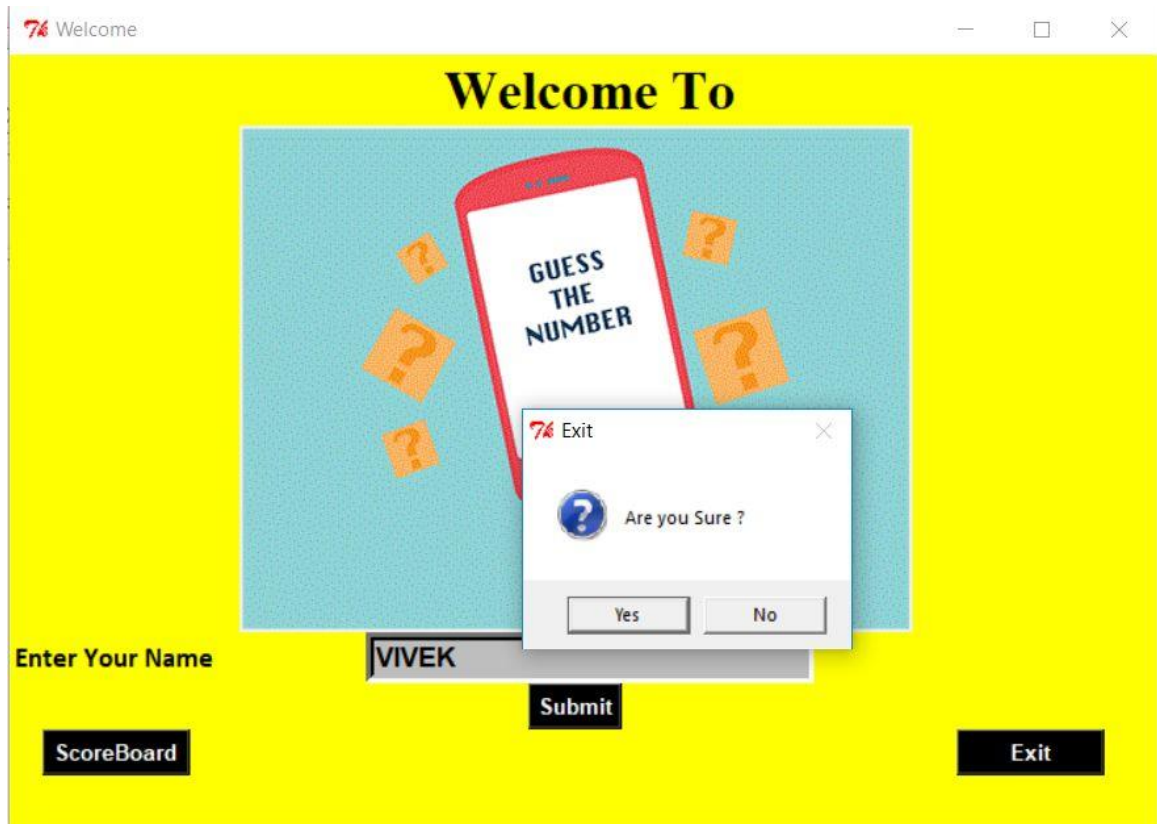 Welcome
Welcome To
GUESS
THE
NUMBER
Exit
Are you Sure ?
Yes No
Enter Your Name VIVEK
Submit
ScoreBoard Exit